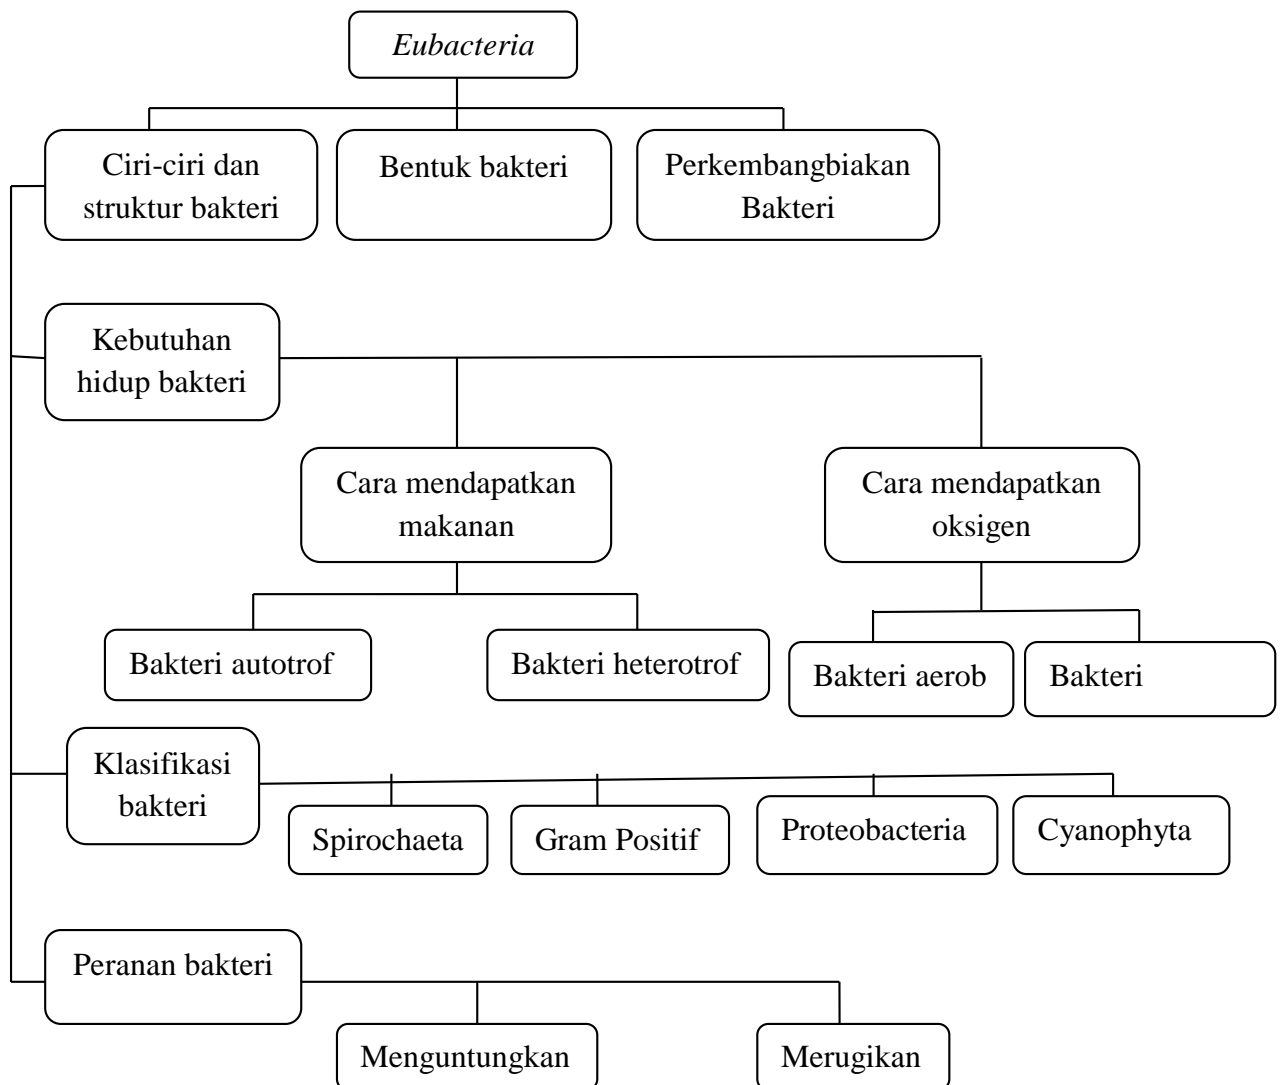 Eubacteria
Ciri-ciri dan
struktur bakteri
Bentuk bakteri
Perkembangbiakan
Bakteri
Kebutuhan
hidup bakteri
Cara mendapatkan
makanan
Cara mendapatkan
oksigen
Bakteri autotrof
Bakteri heterotrof
Bakteri aerob
Bakteri
Klasifikasi
bakteri
Spirochaeta
Gram Positif
Proteobacteria
Cyanophyta
Peranan bakteri
Menguntungkan
Merugikan